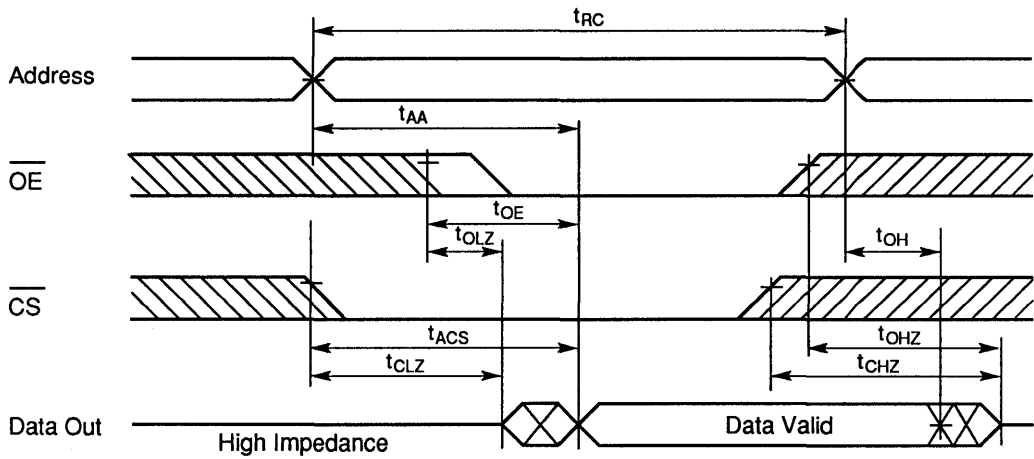 tRC
Address
tAA
OE
tOE
tOLZ
tOH
CS
tACS
tOHZ
tCLZ
tCHZ
Data Out
High Impedance
Data Valid